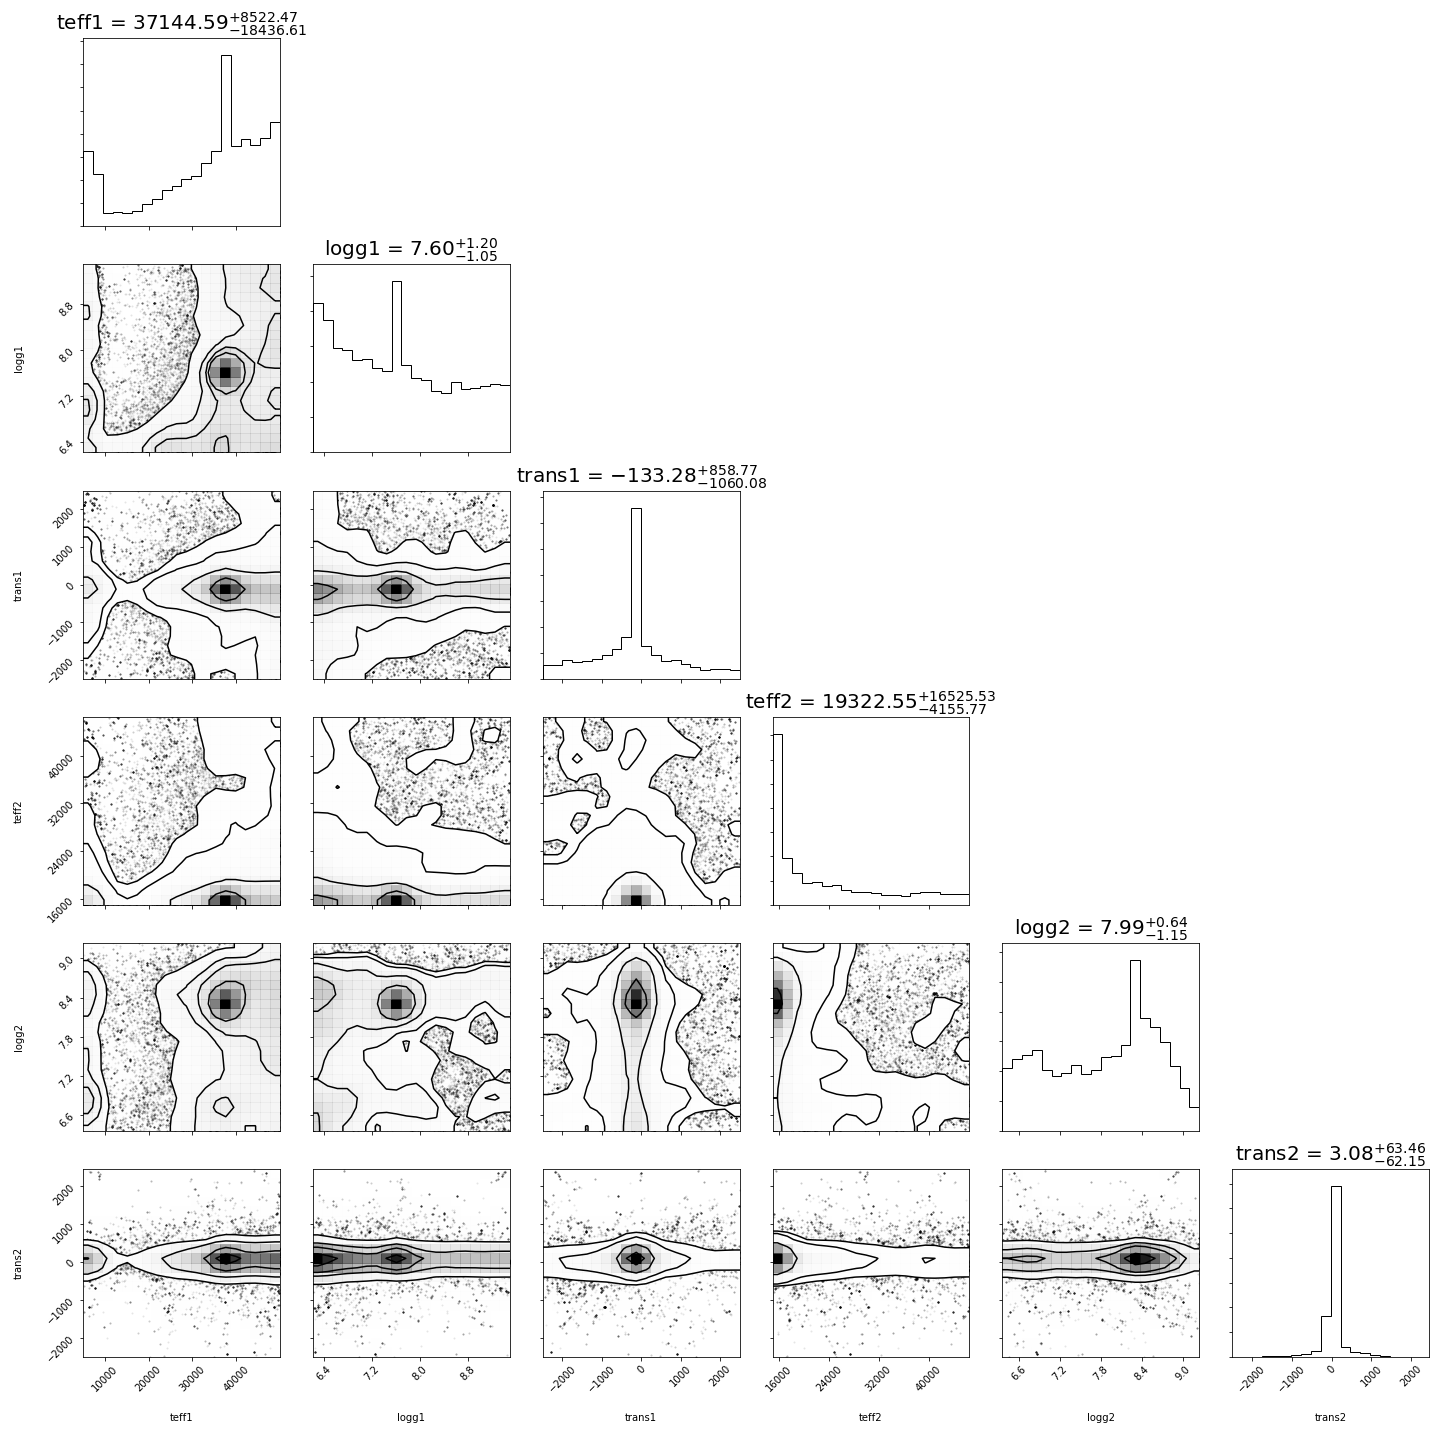 teff1 = 37144.59+8522.47−18436.61
logg1 = 7.60+1.20−1.05
8.8
8.0
7.2
6.4
logg1
trans1 = −133.28+858.77−1060.08
2000
1000
0
−1000
−2000
trans1
teff2 = 19322.55+16525.53−4155.77
40000
32000
24000
16000
teff2
logg2 = 7.99+0.64−1.15
9.0
8.4
7.8
7.2
6.6
logg2
trans2 = 3.08+63.46−62.15
2000
1000
0
−1000
−2000
trans2
10000 20000 30000 40000 6.4 7.2 8.0 8.8 −2000 −1000 0 1000 2000 16000 24000 32000 40000 6.6 7.2 7.8 8.4 9.0 −2000 −1000 0 1000 2000
teff1 logg1 trans1 teff2 logg2 trans2